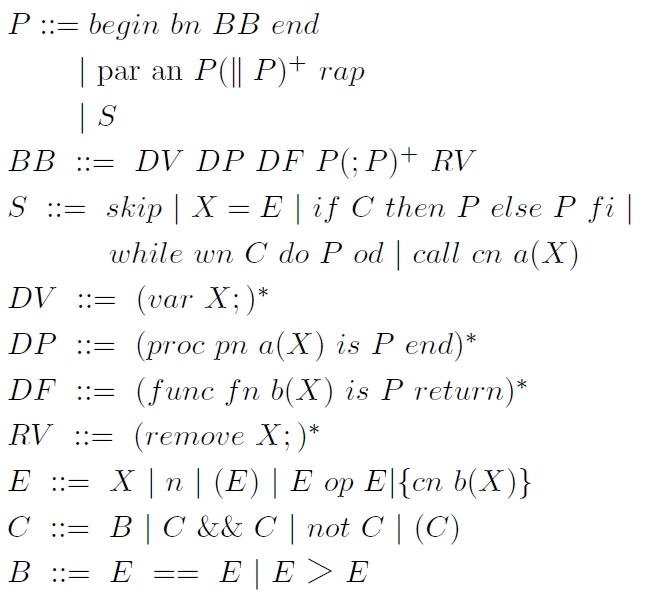 P ::= begin bn BB end
| par an P(∥ P)⁺ rap
| S
BB ::= DV DP DF P(; P)⁺ RV
S ::= skip | X = E | if C then P else P fi |
while wn C do P od | call cn a(X)
DV ::= (var X; )*
DP ::= (proc pn a(X) is P end)*
DF ::= (func fn b(X) is P return)*
RV ::= (remove X; )*
E ::= X | n | (E) | E op E|{cn b(X)}
C ::= B | C && C | not C | (C)
B ::= E == E | E > E